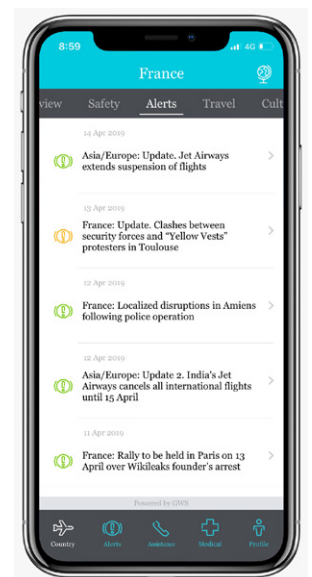 8:59
4G
France
view Safety Alerts Travel Cult
14 Apr 2019
Asia/Europe: Update. Jet Airways
extends suspension of flights
13 Apr 2019
France: Update. Clashes between
security forces and “Yellow Vests”
protesters in Toulouse
12 Apr 2019
France: Localized disruptions in Amiens
following police operation
12 Apr 2019
Asia/Europe: Update 2. India's Jet
Airways cancels all international flights
until 15 April
11 Apr 2019
France: Rally to be held in Paris on 13
April over Wikileaks founder's arrest
Powered by GWS
Country Alerts Assistance Medical Profile